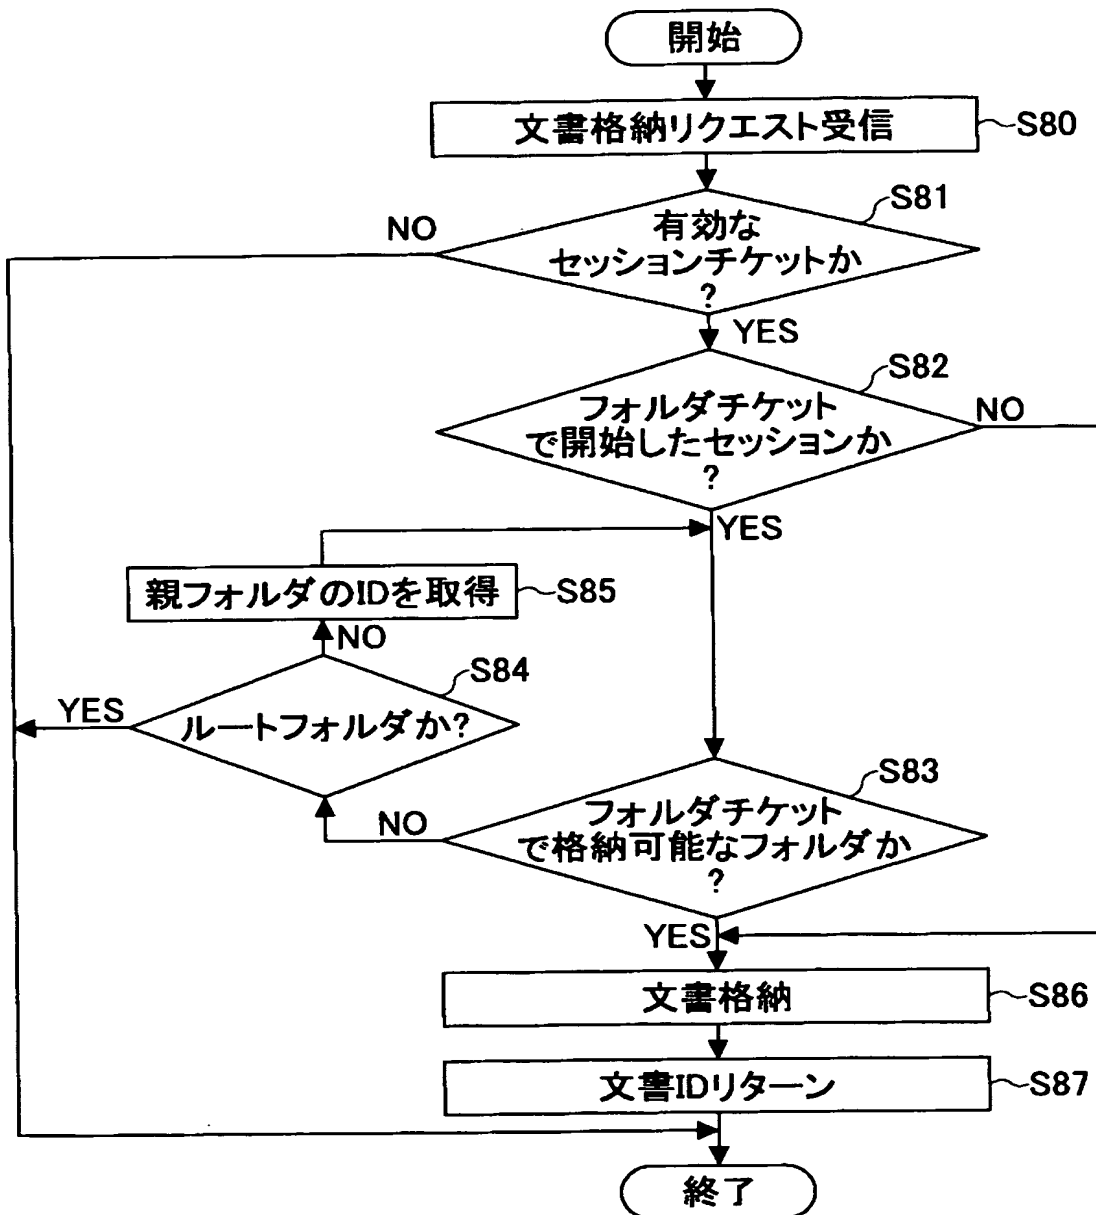 開始
文書格納リクエスト受信
S80
S81
NO
有効な
セッションチケットか
?
YES
S82
フォルダチケット
で開始したセッションか
?
NO
YES
親フォルダのIDを取得
S85
NO
S84
YES
ルートフォルダか?
S83
フォルダチケット
で格納可能なフォルダか
?
NO
YES
文書格納
S86
文書IDリターン
S87
終了